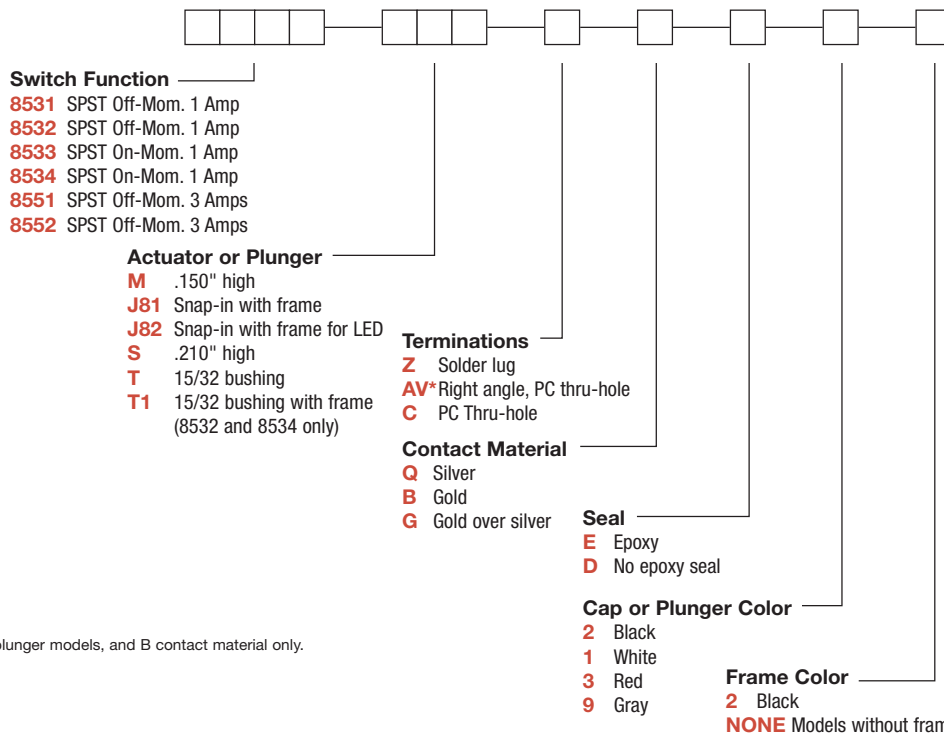 Switch Function
8531 SPST Off-Mom. 1 Amp
8532 SPST Off-Mom. 1 Amp
8533 SPST On-Mom. 1 Amp
8534 SPST On-Mom. 1 Amp
8551 SPST Off-Mom. 3 Amps
8552 SPST Off-Mom. 3 Amps
Actuator or Plunger
M .150" high
J81 Snap-in with frame
J82 Snap-in with frame for LED
S .210" high
T 15/32 bushing
T1 15/32 bushing with frame
(8532 and 8534 only)
Terminations
Z Solder lug
AV* Right angle, PC thru-hole
C PC Thru-hole
Contact Material
Q Silver
B Gold
G Gold over silver
Seal
E Epoxy
D No epoxy seal
Cap or Plunger Color
2 Black
1 White
3 Red
9 Gray
Frame Color
2 Black
NONE Models without
models, and B contact material only.